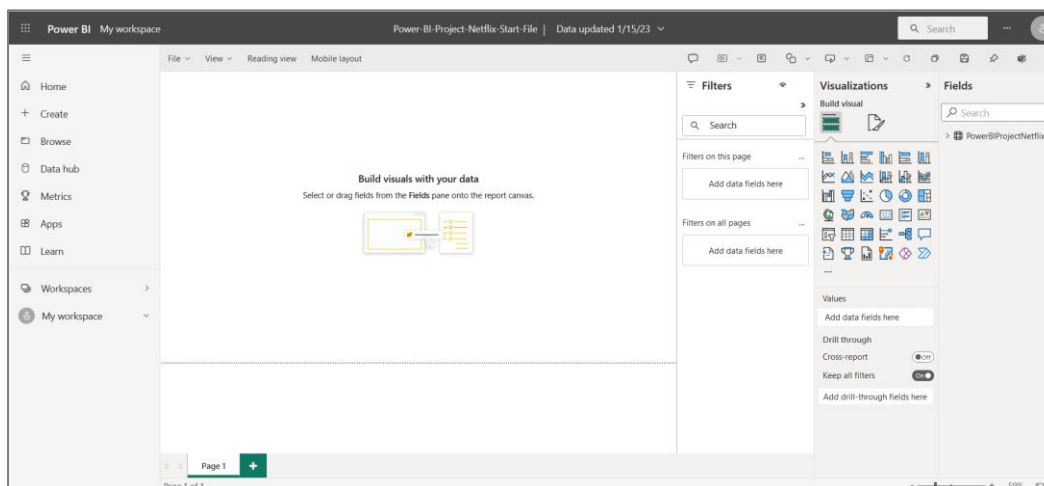 Power BI My workspace
Power-BI-Project-Netflix-Start-File | Data updated 1/15/23
Search
File View Reading view Mobile layout
Home
Create
Browse
Data hub
Metrics
Apps
Learn
Workspaces
My workspace
Build visuals with your data
Select or drag fields from the Fields pane onto the report canvas.
Page 1
Page 1 of 1
Filters
Search
Filters on this page
...
Add data fields here
Filters on all pages
...
Add data fields here
Visualizations
Build visual
...
Values
Add data fields here
Drill through
Cross-report
Off
Keep all filters
On
Add drill-through fields here
Fields
Search
PowerBIProjectNetflix
59%